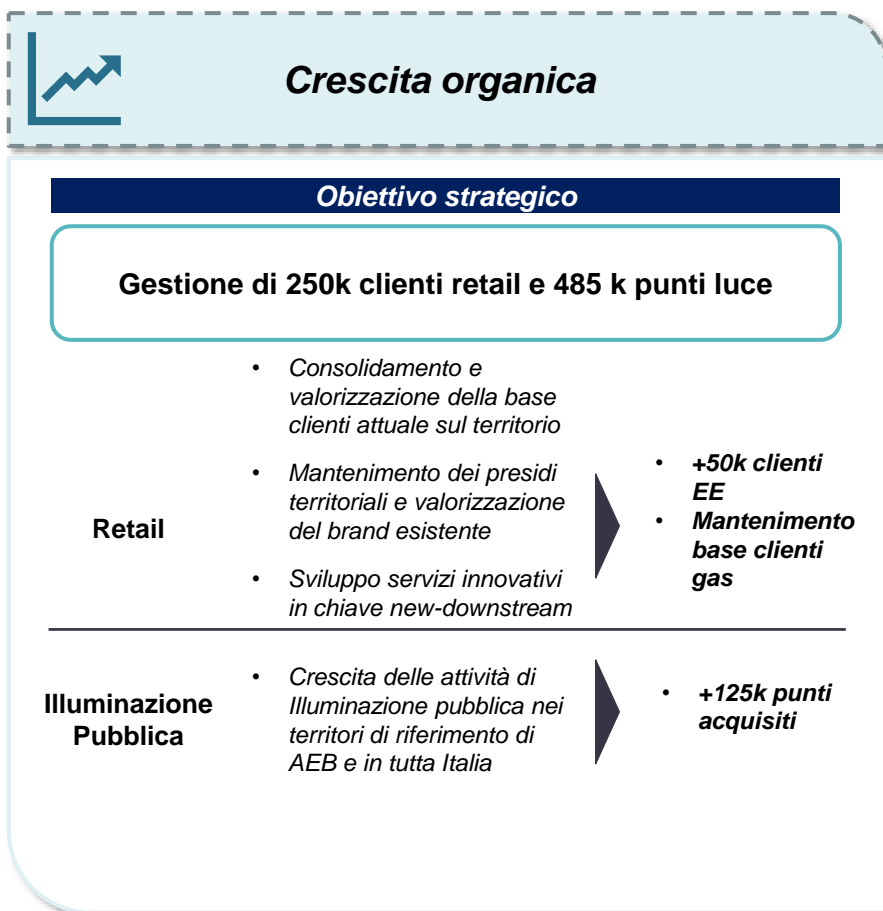 Crescita organica
Obiettivo strategico
Gestione di 250k clienti retail e 485 k punti luce
Retail
• Consolidamento e
valorizzazione della base
clienti attuale sul territorio
• Mantenimento dei presidi
territoriali e valorizzazione
del brand esistente
• Sviluppo servizi innovativi
in chiave new-downstream
• +50k clienti
EE
• Mantenimento
base clienti
gas
Illuminazione
Pubblica
• Crescita delle attività di
Illuminazione pubblica nei
territori di riferimento di
AEB e in tutta Italia
• +125k punti
acquisiti